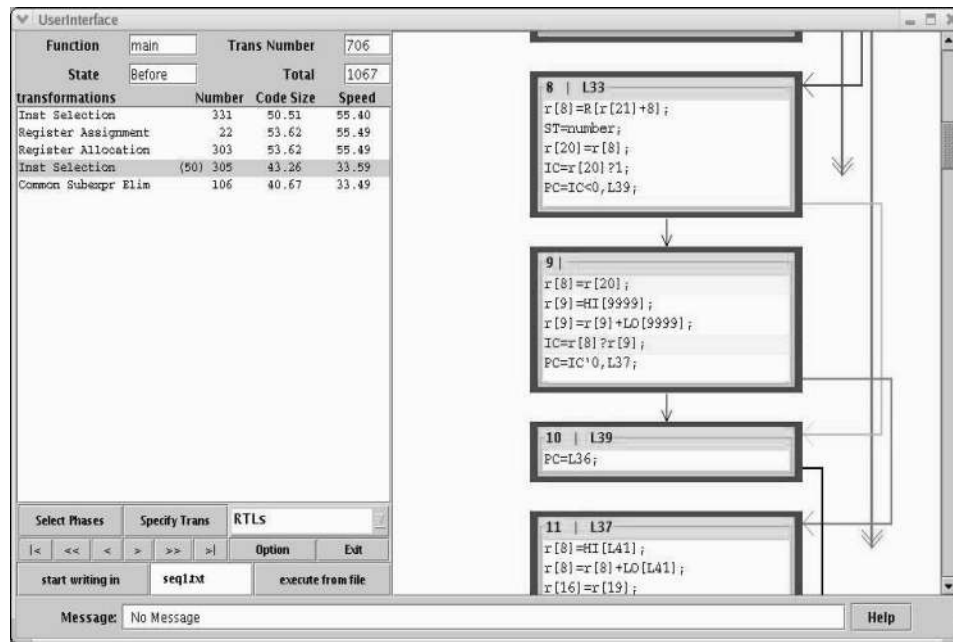 UserInterface
Function main Trans Number 706
State Before Total 1067
transformations Number Code Size Speed
Inst Selection 331 50.51 55.40
Register Assignment 22 53.62 55.49
Register Allocation 303 53.62 55.49
Inst Selection (50) 305 43.26 33.59
Common Subexpr Elim 106 40.67 33.49
Select Phases Specify Trans RTLs
|< << < > >> >| Option Exit
start writing in seq1.txt execute from file
8 | L33
r[8]=R[r[21]+8];
ST=number;
r[20]=r[8];
IC=r[20]?1;
PC=IC<0,L39;
9 |
r[8]=r[20];
r[9]=HI[9999];
r[9]=r[9]+LO[9999];
IC=r[8]?r[9];
PC=IC'0,L37;
10 | L39
PC=L36;
11 | L37
r[8]=HI[L41];
r[8]=r[8]+LO[L41];
r[16]=r[19];
Message: No Message Help